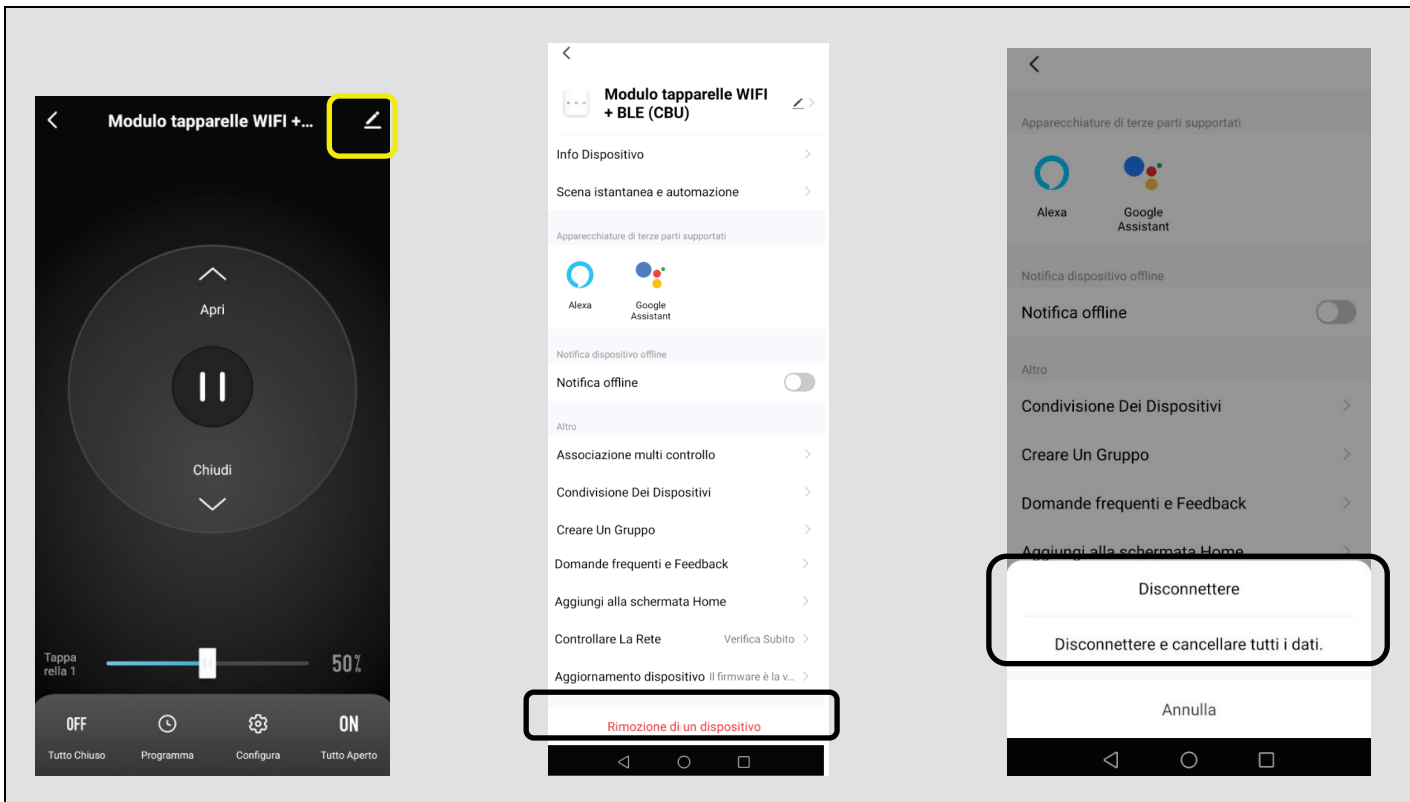 Modulo tapparelle WIFI +...
Apri
Chiudi
Tappa
rella 1
50%
OFF
ON
Tutto Chiuso
Programma
Configura
Tutto Aperto
Modulo tapparelle WIFI
+ BLE (CBU)
Info Dispositivo
Scena istantanea e automazione
Apparecchiature di terze parti supportati
Alexa
Google
Assistant
Notifica dispositivo offline
Notifica offline
Altro
Associazione multi controllo
Condivisione Dei Dispositivi
Creare Un Gruppo
Domande frequenti e Feedback
Aggiungi alla schermata Home
Controllare La Rete Verifica Subito
Aggiornamento dispositivo Il firmware è la v...
Rimozione di un dispositivo
Apparecchiature di terze parti supportati
Alexa
Google
Assistant
Notifica dispositivo offline
Notifica offline
Altro
Condivisione Dei Dispositivi
Creare Un Gruppo
Domande frequenti e Feedback
Aggiungi alla schermata Home
Disconnettere
Disconnettere e cancellare tutti i dati.
Annulla